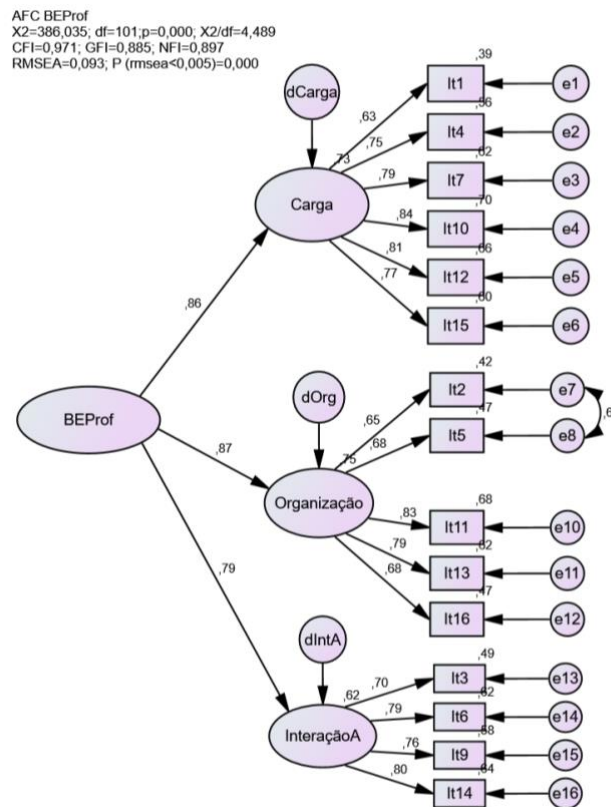 AFC BEProf
X2=386,035; df=101;p=0,000; X2/df=4,489
CFI=0,971; GFI=0,885; NFI=0,897
RMSEA=0,093; P (rmsea<0,005)=0,000
,39
dCarga
It1
e1
,63
,56
,75
It4
e2
,73
,62
,79
It7
e3
Carga
,70
,84
It10
e4
,81
,66
It12
e5
,77
,60
It15
e6
,86
,42
dOrg
It2
e7
BEProf
,65
,47
,6
,68
It5
e8
,87
,75
Organização
,68
,83
It11
e10
,79
,62
It13
e11
,68
,47
It16
e12
,79
dIntA
,49
,70
It3
e13
,62
,62
,79
It6
e14
InteraçãoA
,58
,76
It9
e15
,80
,64
It14
e16